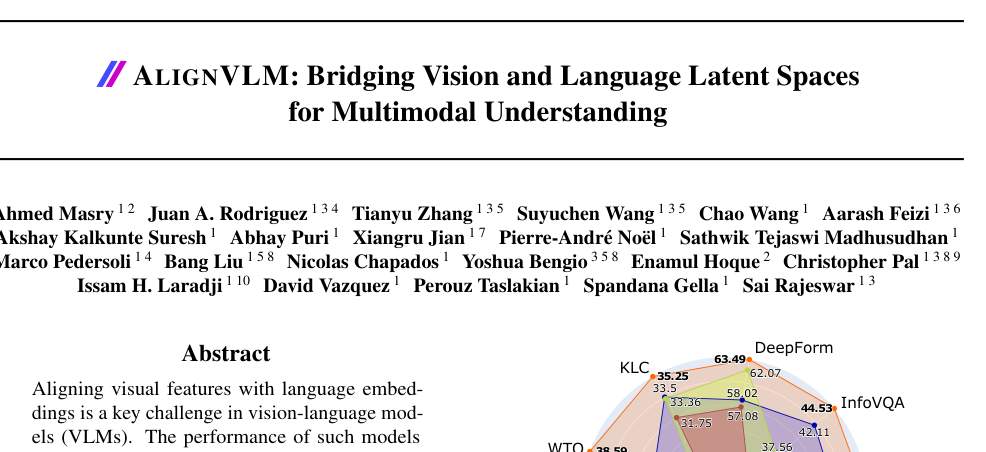 ALIGNVLM: Bridging Vision and Language Latent Spaces
for Multimodal Understanding
Ahmed Masry 1 2 Juan A. Rodriguez 1 3 4 Tianyu Zhang 1 3 5 Suyuchen Wang 1 3 5 Chao Wang 1 Aarash Feizi 1 3 6
Akshay Kalkunte Suresh 1 Abhay Puri 1 Xiangru Jian 1 7 Pierre-André Noël 1 Sathwik Tejaswi Madhusudhan 1
Marco Pedersoli 1 4 Bang Liu 1 5 8 Nicolas Chapados 1 Yoshua Bengio 3 5 8 Enamul Hoque 2 Christopher Pal 1 3 8 9
Issam H. Laradji 1 10 David Vazquez 1 Perouz Taslakian 1 Spandana Gella 1 Sai Rajeswar 1 3
Abstract
Aligning visual features with language embed-
dings is a key challenge in vision-language mod-
els (VLMs). The performance of such models
DeepForm
63.49
62.07
KLC
35.25
33.5
33.36
31.75
58.02
57.08
InfoVQA
44.53
42.11
37.56
WTQ
38.59